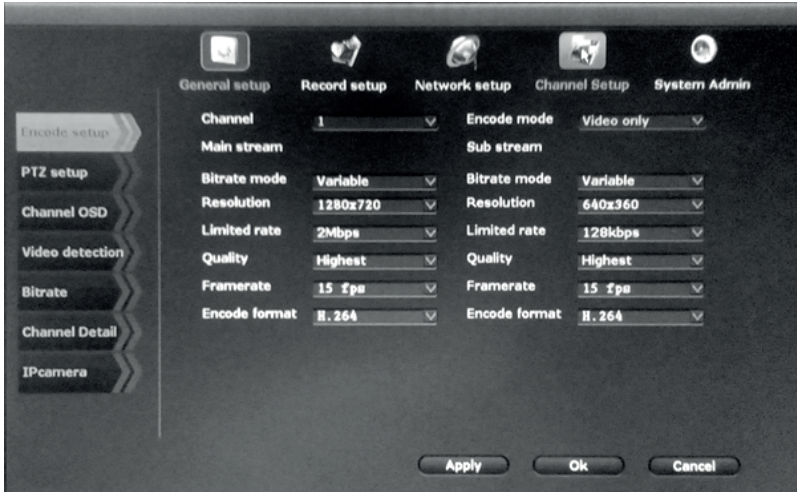 General setup Record setup Network setup Channel Setup System Admin
Encode setup
PTZ setup
Channel OSD
Video detection
Bitrate
Channel Detail
IPcamera
Channel 1 Encode mode Video only
Main stream Sub stream
Bitrate mode Variable Bitrate mode Variable
Resolution 1280x720 Resolution 640x360
Limited rate 2Mbps Limited rate 128kbps
Quality Highest Quality Highest
Framerate 15 fps Framerate 15 fps
Encode format H.264 Encode format H.264
Apply Ok Cancel